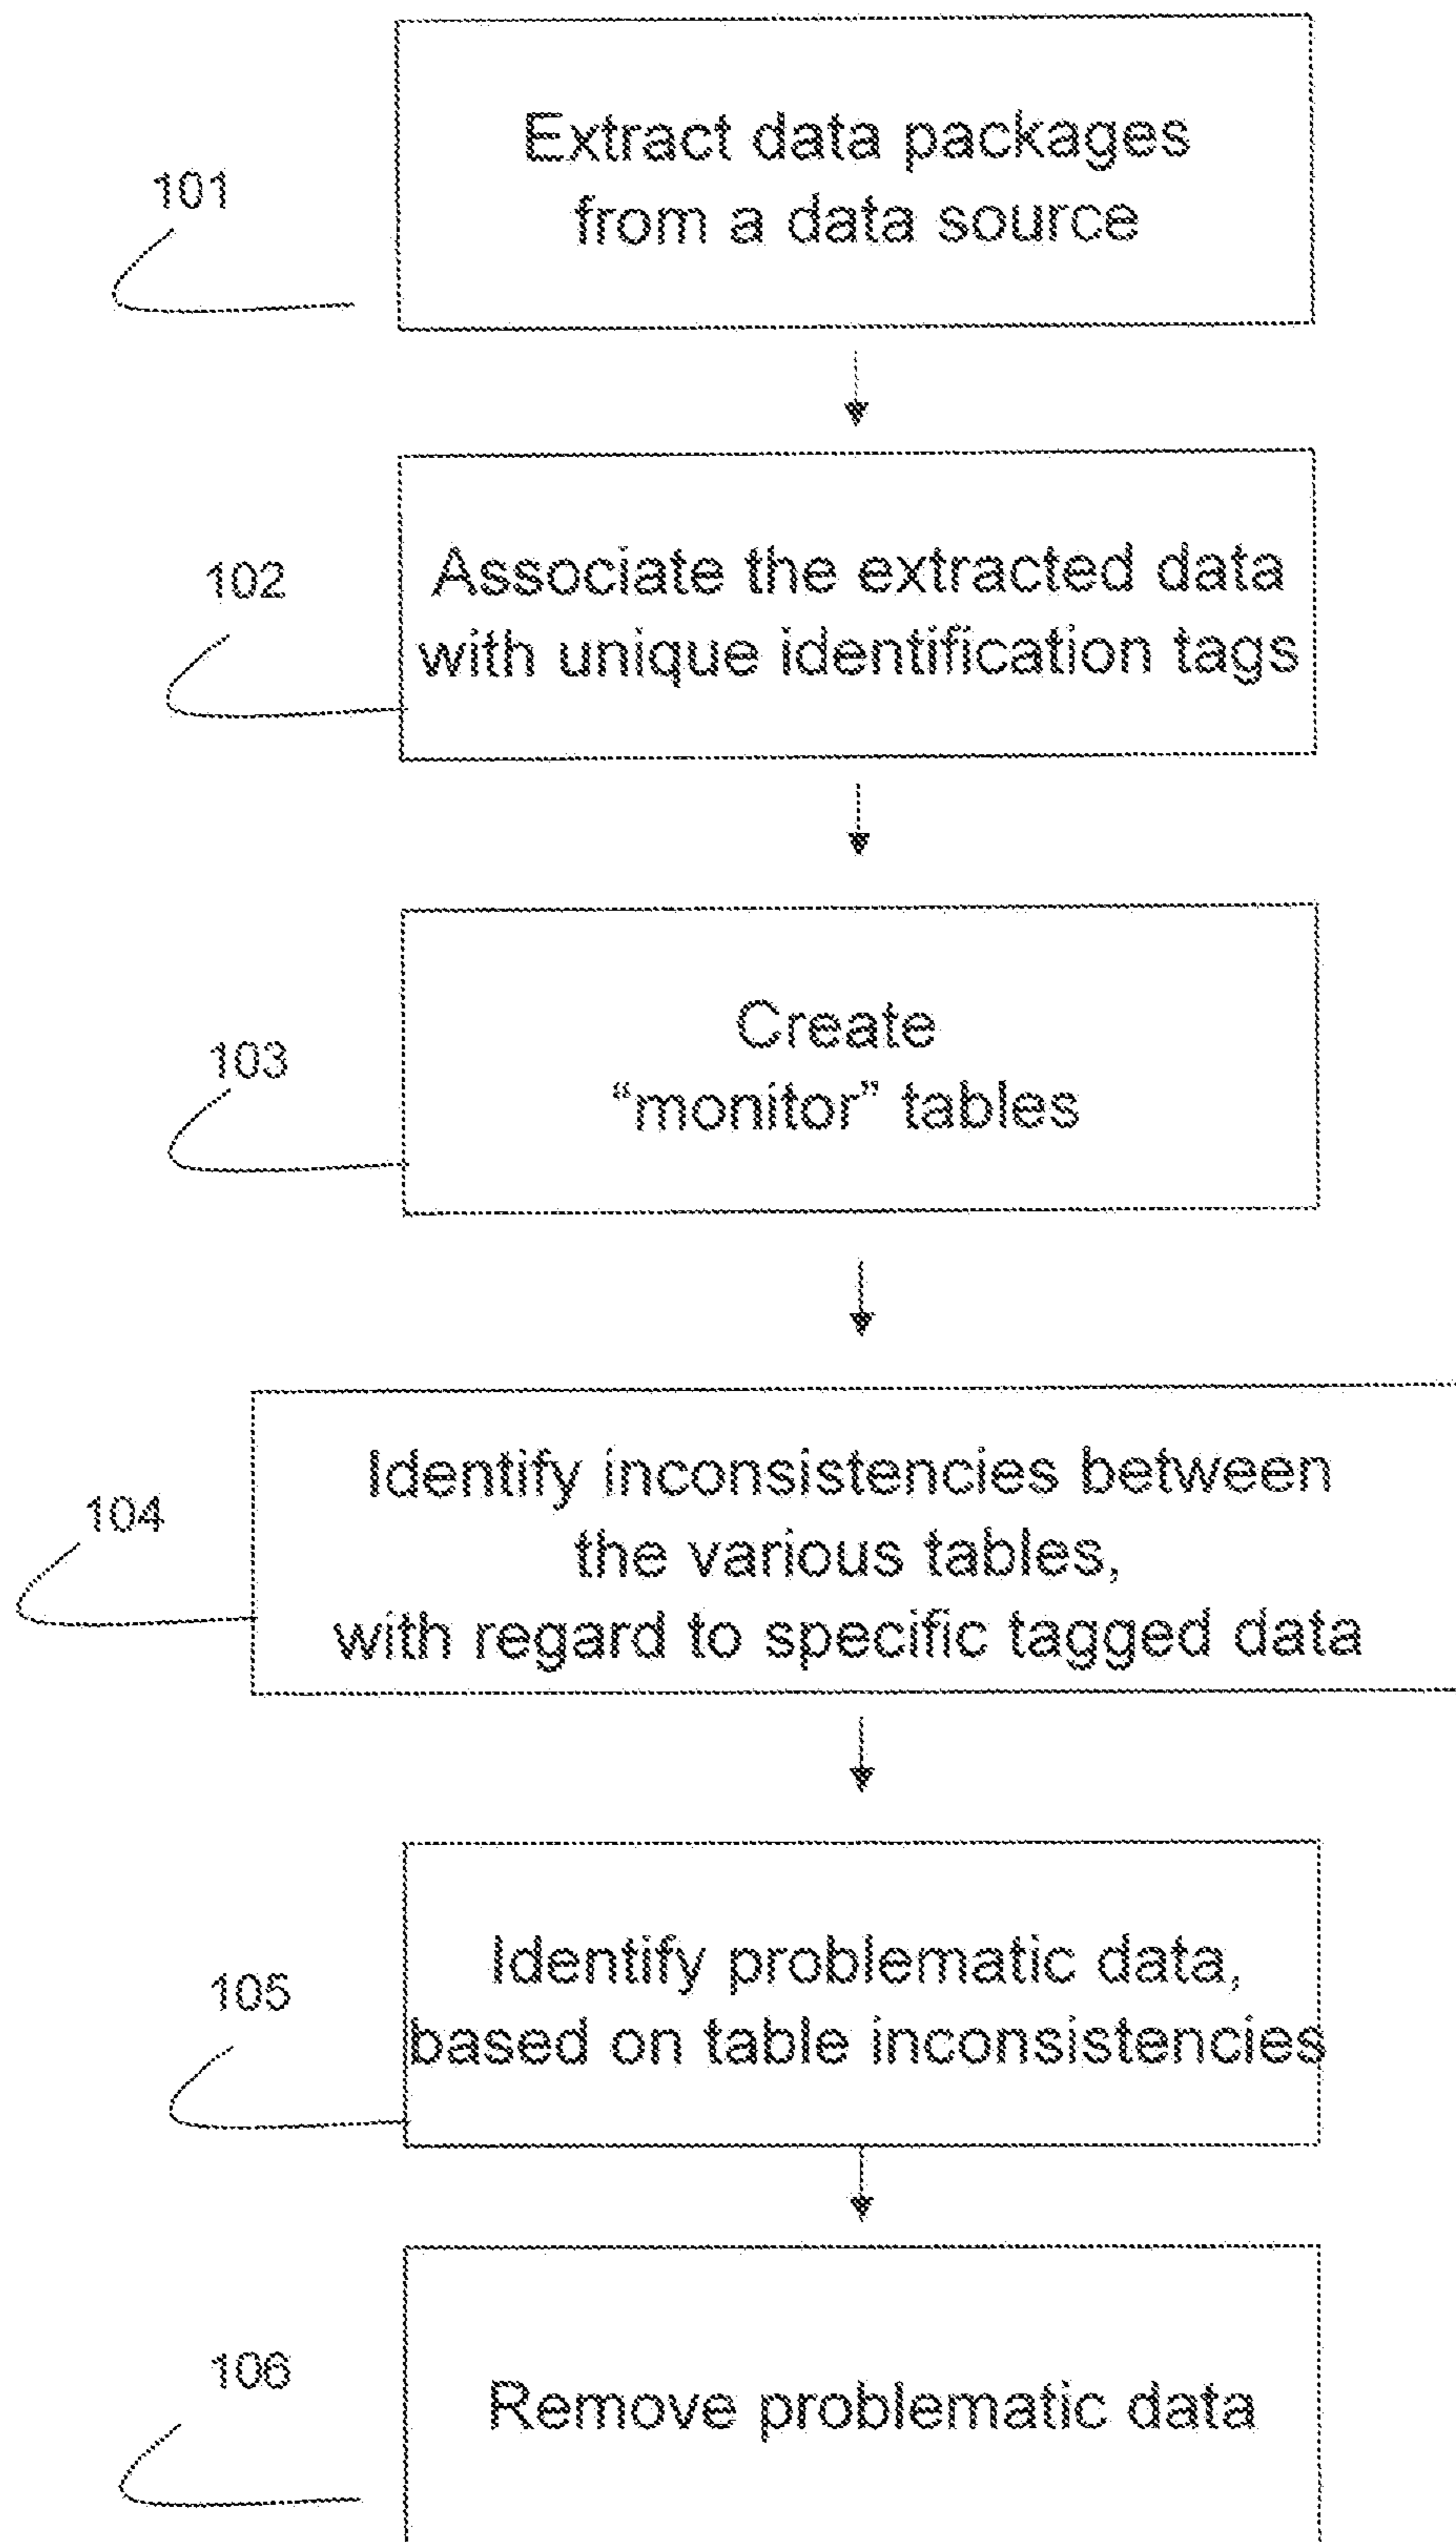 101
Extract data packages
from a data source
102
Associate the extracted data
with unique identification tags
103
Create
“monitor” tables
104
Identify inconsistencies between
the various tables,
with regard to specific tagged data
105
Identify problematic data,
based on table inconsistencies
106
Remove problematic data